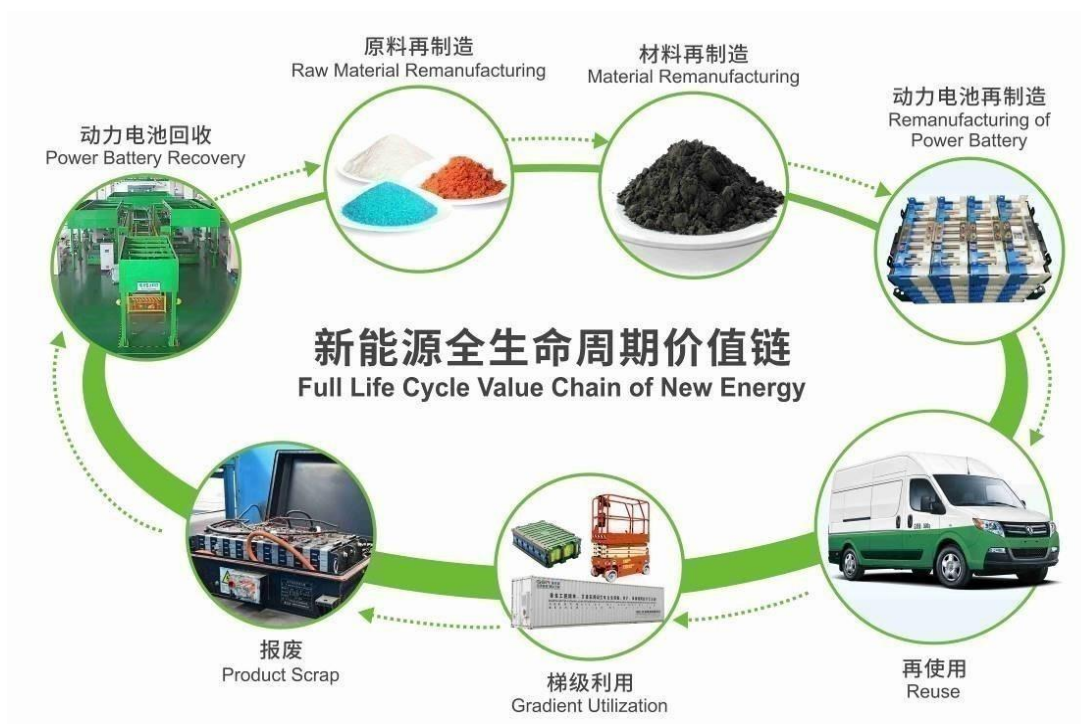 原料再制造
Raw Material Remanufacturing
材料再制造
Material Remanufacturing
动力电池再制造
Remanufacturing of
Power Battery
动力电池回收
Power Battery Recovery
新能源全生命周期价值链
Full Life Cycle Value Chain of New Energy
报废
Product Scrap
梯级利用
Gradient Utilization
再使用
Reuse